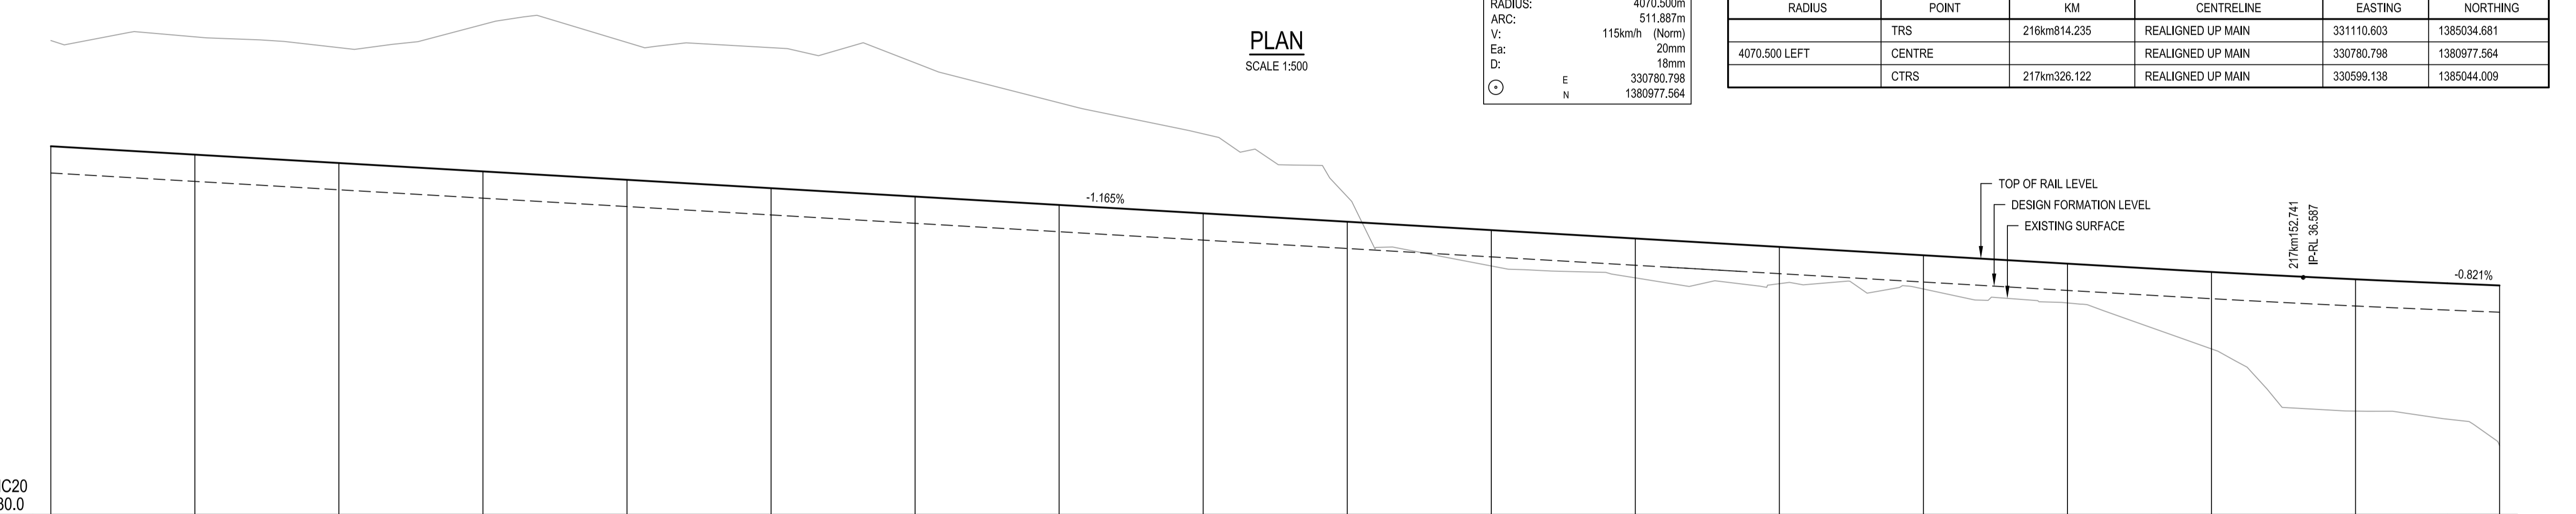 PLAN
SCALE 1:500
RADIUS: 4070.500m
ARC: 511.887m
V: 115km/h (Norm)
Ea: 20mm
D: 18mm
E 330780.798
N 1380977.564
RADIUS POINT KM CENTRELINE EASTING NORTHING
TRS 216km814.235 REALIGNED UP MAIN 331110.603 1385034.681
4070.500 LEFT CENTRE REALIGNED UP MAIN 330780.798 1380977.564
CTRS 217km326.122 REALIGNED UP MAIN 330599.138 1385044.009
-1.165%
TOP OF RAIL LEVEL
DESIGN FORMATION LEVEL
EXISTING SURFACE
217km152.741
IP-RL 36.587
-0.821%